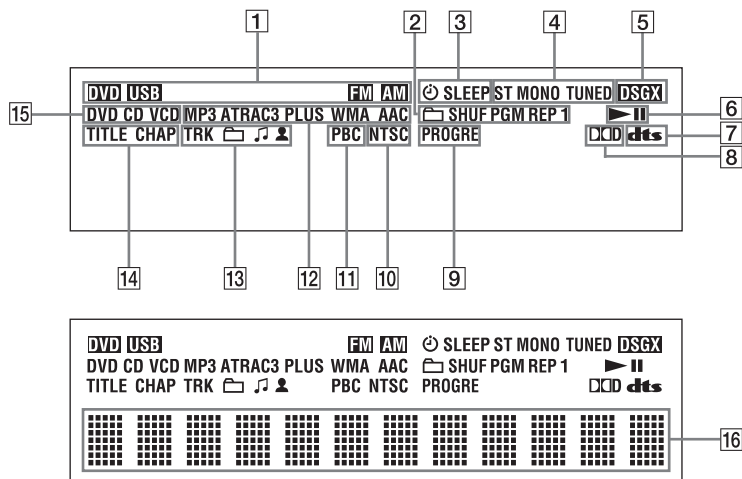 1 2 3 4 5
DVD USB FM AM SLEEP ST MONO TUNED DSGX
15 DVD CD VCD MP3 ATRAC3 PLUS WMA AAC SHUF PGM REP 1 6
TITLE CHAP TRK PBC NTSC PROGRE dts 7
8
14 13 12 11 10 9
DVD USB FM AM SLEEP ST MONO TUNED DSGX
DVD CD VCD MP3 ATRAC3 PLUS WMA AAC SHUF PGM REP 1
TITLE CHAP TRK PBC NTSC PROGRE dts
16